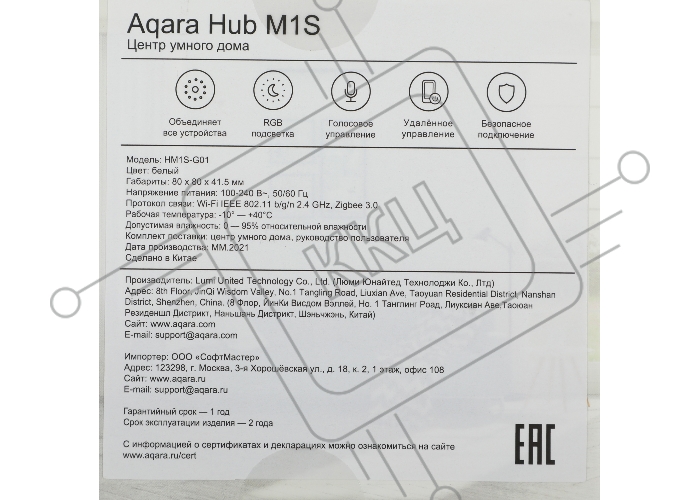 Aqara Hub M1S
Центр умного дома
Объединяет
все устройства
RGB
подсветка
Голосовое
управление
Удалённое
управление
Безопасное
подключение
Модель: HM1S-G01
Цвет: белый
Габариты: 80 x 80 x 41.5 мм
Напряжение питания: 100-240 В~, 50/60 Гц
Протокол связи: Wi-Fi IEEE 802.11 b/g/n 2.4 GHz, Zigbee 3.0
Рабочая температура: -10° — +40°C
Допустимая влажность: 0 — 95% относительной влажности
Комплект поставки: центр умного дома, руководство пользователя
Дата производства: ММ.2021
Сделано в Китае
Производитель: Lumi United Technology Co., Ltd. (Люми Юнайтед Технолоджи Ко., Лтд)
Адрес: 8th Floor, JinQi Wisdom Valley, No.1 Tangling Road, Liuxian Ave, Taoyuan Residential District, Nanshan
District, Shenzhen, China. (8 Флор, ЙинКи Висдом Вэллей, Но. 1 Танглинг Роад, Лиуксиан Аве, Таоюан
Резиденшл Дистрикт, Наньшань Дистрикт, Шэньчжэнь, Китай)
Сайт: www.aqara.com
E-mail: support@aqara.com
Импортер: ООО «СофтМастер»
Адрес: 123298, г. Москва, 3-я Хорошёвская ул., д. 18, к. 2, 1 этаж, офис 108
Сайт: www.aqara.ru
E-mail: support@aqara.ru
Гарантийный срок — 1 год
Срок эксплуатации изделия — 2 года
С информацией о сертификатах и декларациях можно ознакомиться на сайте
www.aqara.ru/cert
EAC
ККЦ